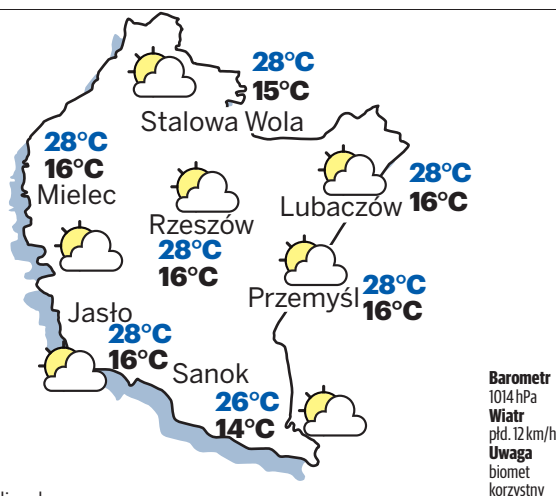 28°C
15°C
Stalowa Wola
28°C
16°C
Mielec
28°C
16°C
Lubaczów
Rzeszów
28°C
16°C
Przemyśl
28°C
16°C
Jasło
28°C
16°C
Sanok
26°C
14°C
Barometr
1014 hPa
Wiatr
płd. 12 km/h
Uwaga
biomet
korzystny